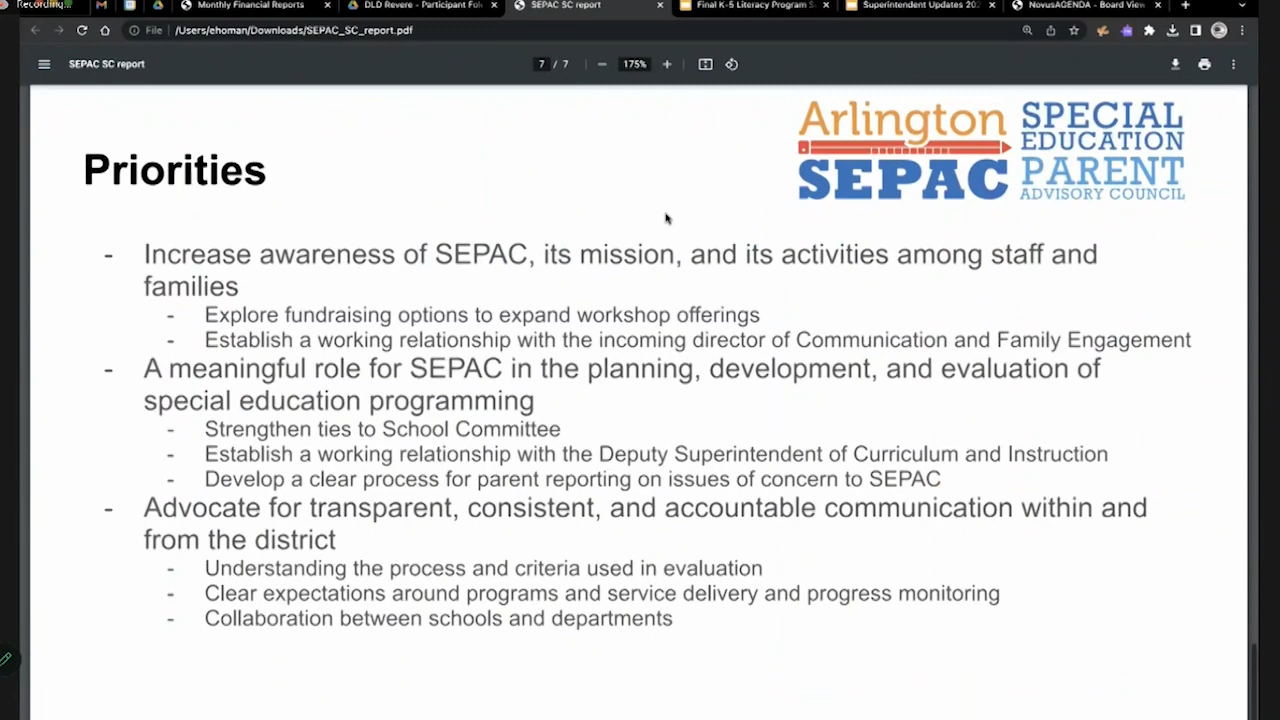 Recording...
Monthly Financial Reports
DLD Revere - Participant Fol
SEPAC SC report
Final K-5 Literacy Program S
Superintendent Updates 202
NovusAGENDA - Board View
File | /Users/ehoman/Downloads/SEPAC_SC_report.pdf
SEPAC SC report
7 / 7
175%
Arlington
SEPAC
SPECIAL
EDUCATION
PARENT
ADVISORY COUNCIL
Priorities
- Increase awareness of SEPAC, its mission, and its activities among staff and
families
- Explore fundraising options to expand workshop offerings
- Establish a working relationship with the incoming director of Communication and Family Engagement
- A meaningful role for SEPAC in the planning, development, and evaluation of
special education programming
- Strengthen ties to School Committee
- Establish a working relationship with the Deputy Superintendent of Curriculum and Instruction
- Develop a clear process for parent reporting on issues of concern to SEPAC
- Advocate for transparent, consistent, and accountable communication within and
from the district
- Understanding the process and criteria used in evaluation
- Clear expectations around programs and service delivery and progress monitoring
- Collaboration between schools and departments